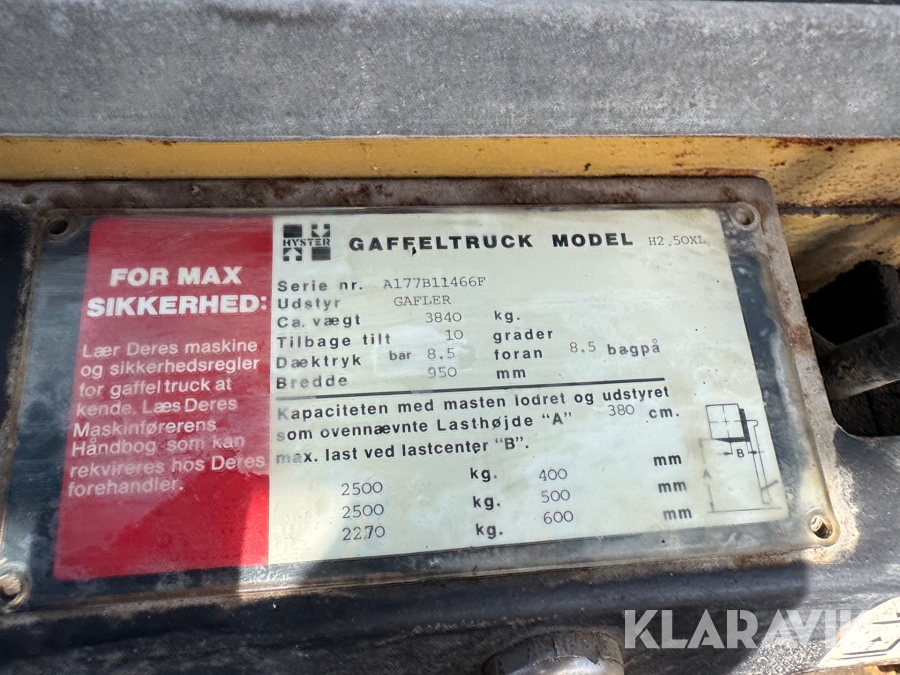 FOR MAX
SIKKERHED:
Lær Deres maskine
og sikkerhedsregler
for gaffeltruck at
kende. Læs Deres
Maskinførerens
Håndbog som kan
rekvireres hos Deres
forehandler.
HYSTER
GAFFELTRUCK MODEL H2,50XL
Serie nr. A177B11466F
Udstyr GAFLER
Ca. vægt 3840 kg.
Tilbage tilt 10 grader
Dæktryk bar 8.5 foran 8.5 bagpå
Bredde 950 mm
Kapaciteten med masten lodret og udstyret
som ovennævnte Lasthøjde "A" 380 cm.
max. last ved lastcenter "B".
2500 kg. 400 mm
2500 kg. 500 mm
2270 kg. 600 mm
B
A
KLARAVIK